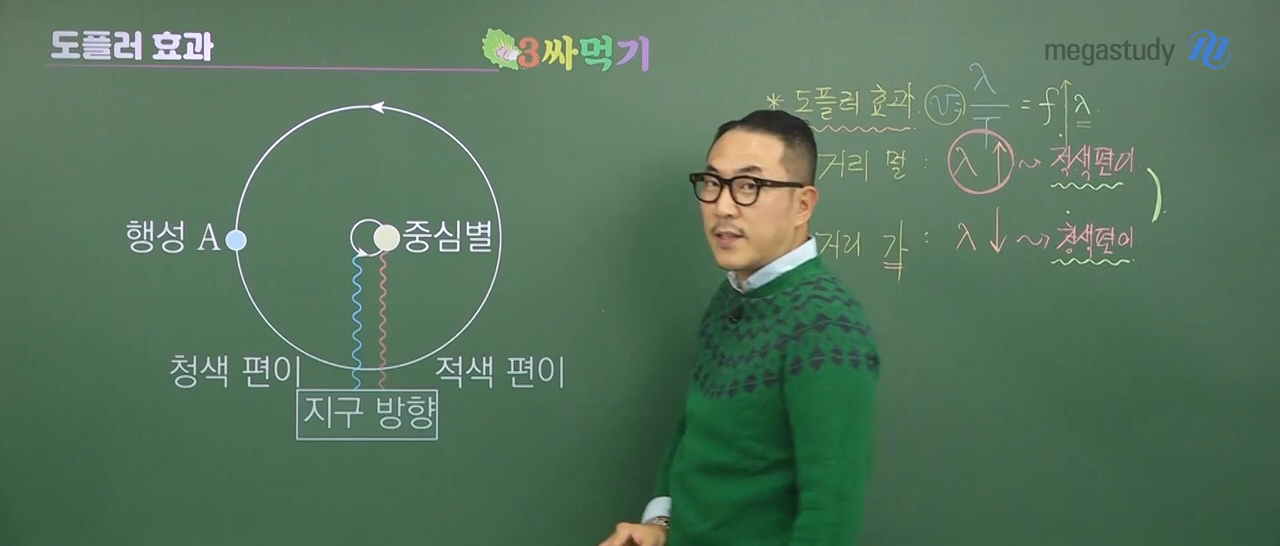 도플러 효과
3싸먹기
megastudy
행성 A
중심별
청색 편이
적색 편이
지구 방향
* 도플러 효과. v= λ/T = f↑λ
거리 멀 : λ ↑ ~> 적색편이
거리 가 : λ ↓ ~> 청색편이